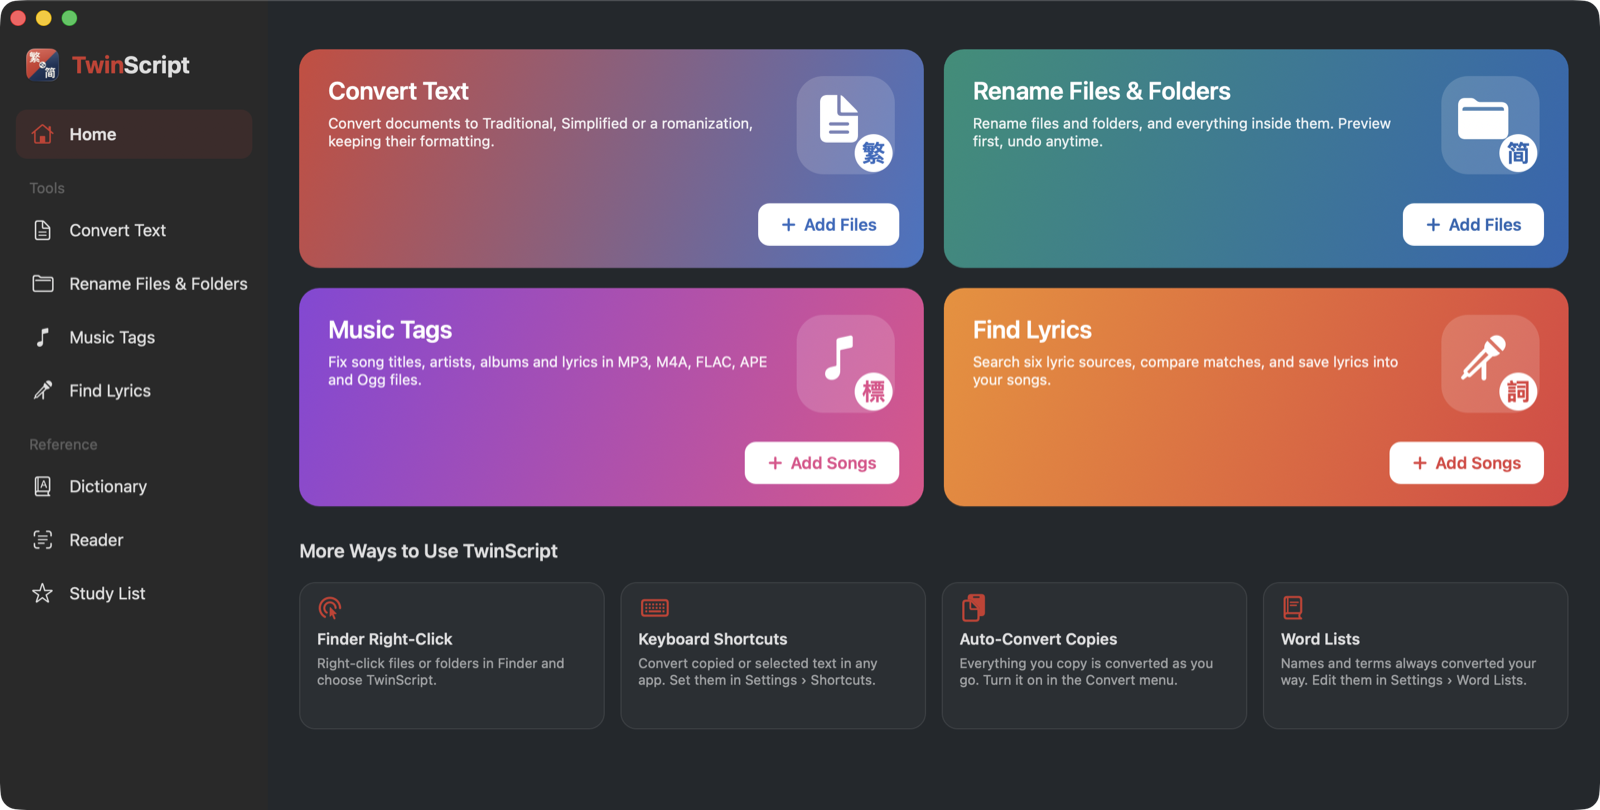 繁
简
TwinScript
Home
Tools
Convert Text
Rename Files & Folders
Music Tags
Find Lyrics
Reference
Dictionary
Reader
Study List
Convert Text
Convert documents to Traditional, Simplified or a romanization,
keeping their formatting.
繁
+ Add Files
Rename Files & Folders
Rename files and folders, and everything inside them. Preview
first, undo anytime.
简
+ Add Files
Music Tags
Fix song titles, artists, albums and lyrics in MP3, M4A, FLAC, APE
and Ogg files.
標
+ Add Songs
Find Lyrics
Search six lyric sources, compare matches, and save lyrics into
your songs.
詞
+ Add Songs
More Ways to Use TwinScript
Finder Right-Click
Right-click files or folders in Finder and
choose TwinScript.
Keyboard Shortcuts
Convert copied or selected text in any
app. Set them in Settings › Shortcuts.
Auto-Convert Copies
Everything you copy is converted as you
go. Turn it on in the Convert menu.
Word Lists
Names and terms always converted your
way. Edit them in Settings › Word Lists.